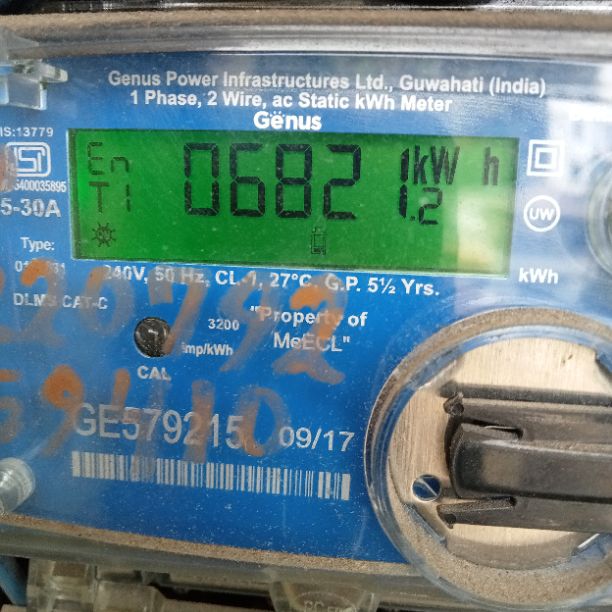 Genus Power Infrastructures Ltd., Guwahati (India)
1 Phase, 2 Wire, ac Static kWh Meter
Gënus
IS:13779
En 06821 kW h
T1 .2
5400035895
5-30A
UW
Type:
240V, 50 Hz, CL-1, 27°C, G.P. 5½ Yrs.
kWh
DLMS CAT-C
3200
imp/kWh
"Property of
MeECL"
CAL
GE579215
09/17